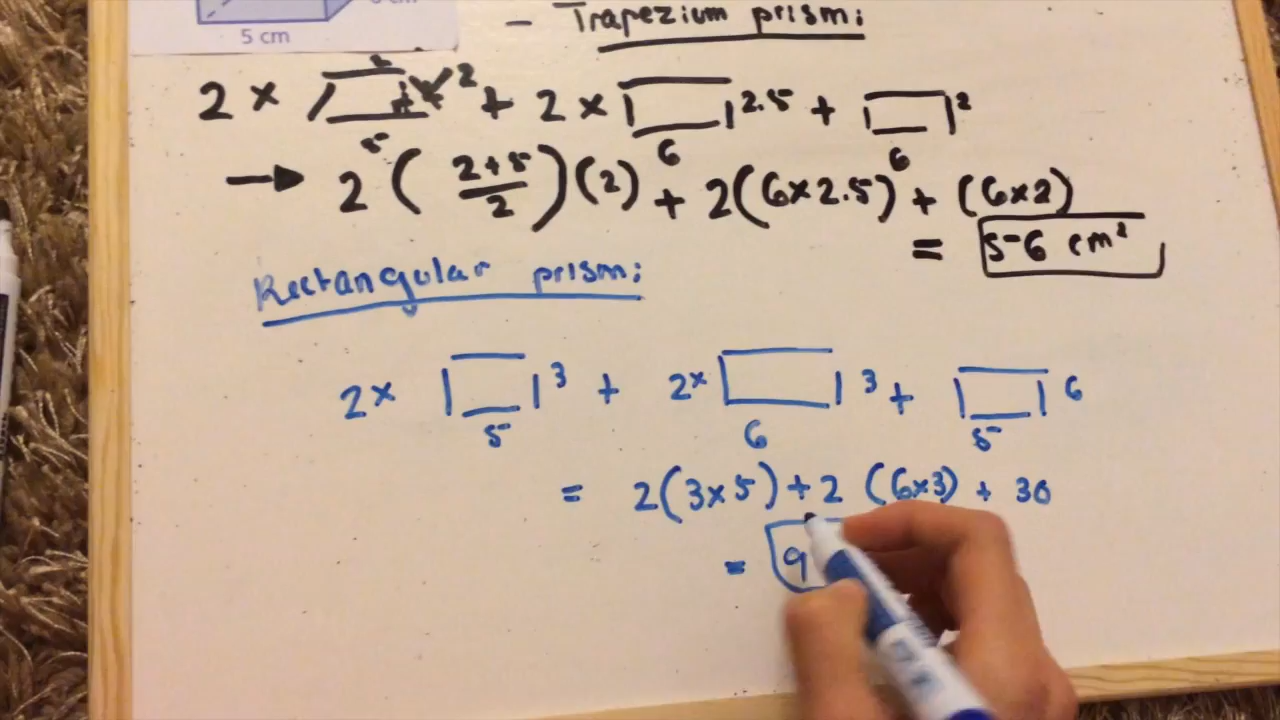 5 cm
- Trapezium prism:
2 × 2 5 2 + 2 × 6 2.5 + 6 2
→ 2 ( 2+5 / 2 ) (2) + 2(6×2.5) + (6×2)
= 56 cm²
Rectangular prism:
2 × 5 3 + 2 × 6 3 + 5 6
= 2(3×5) + 2 (6×3) + 30
= 9